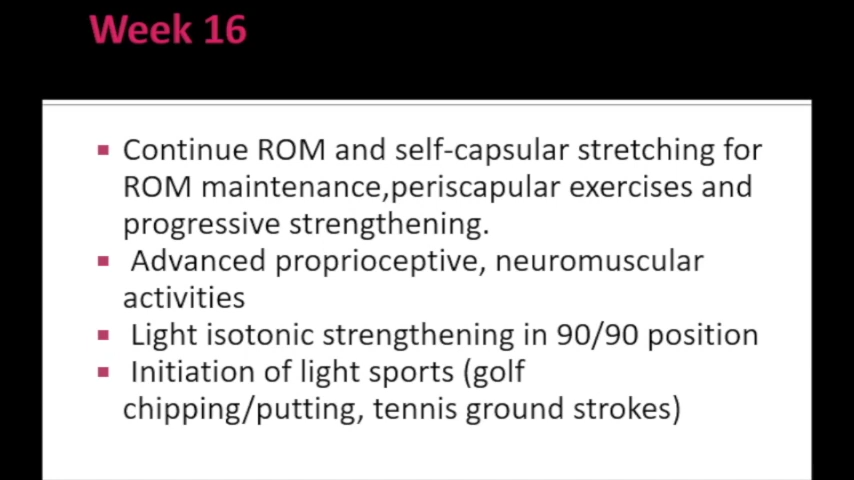 Week 16
▪ Continue ROM and self-capsular stretching for
ROM maintenance,periscapular exercises and
progressive strengthening.
▪ Advanced proprioceptive, neuromuscular
activities
▪ Light isotonic strengthening in 90/90 position
▪ Initiation of light sports (golf
chipping/putting, tennis ground strokes)